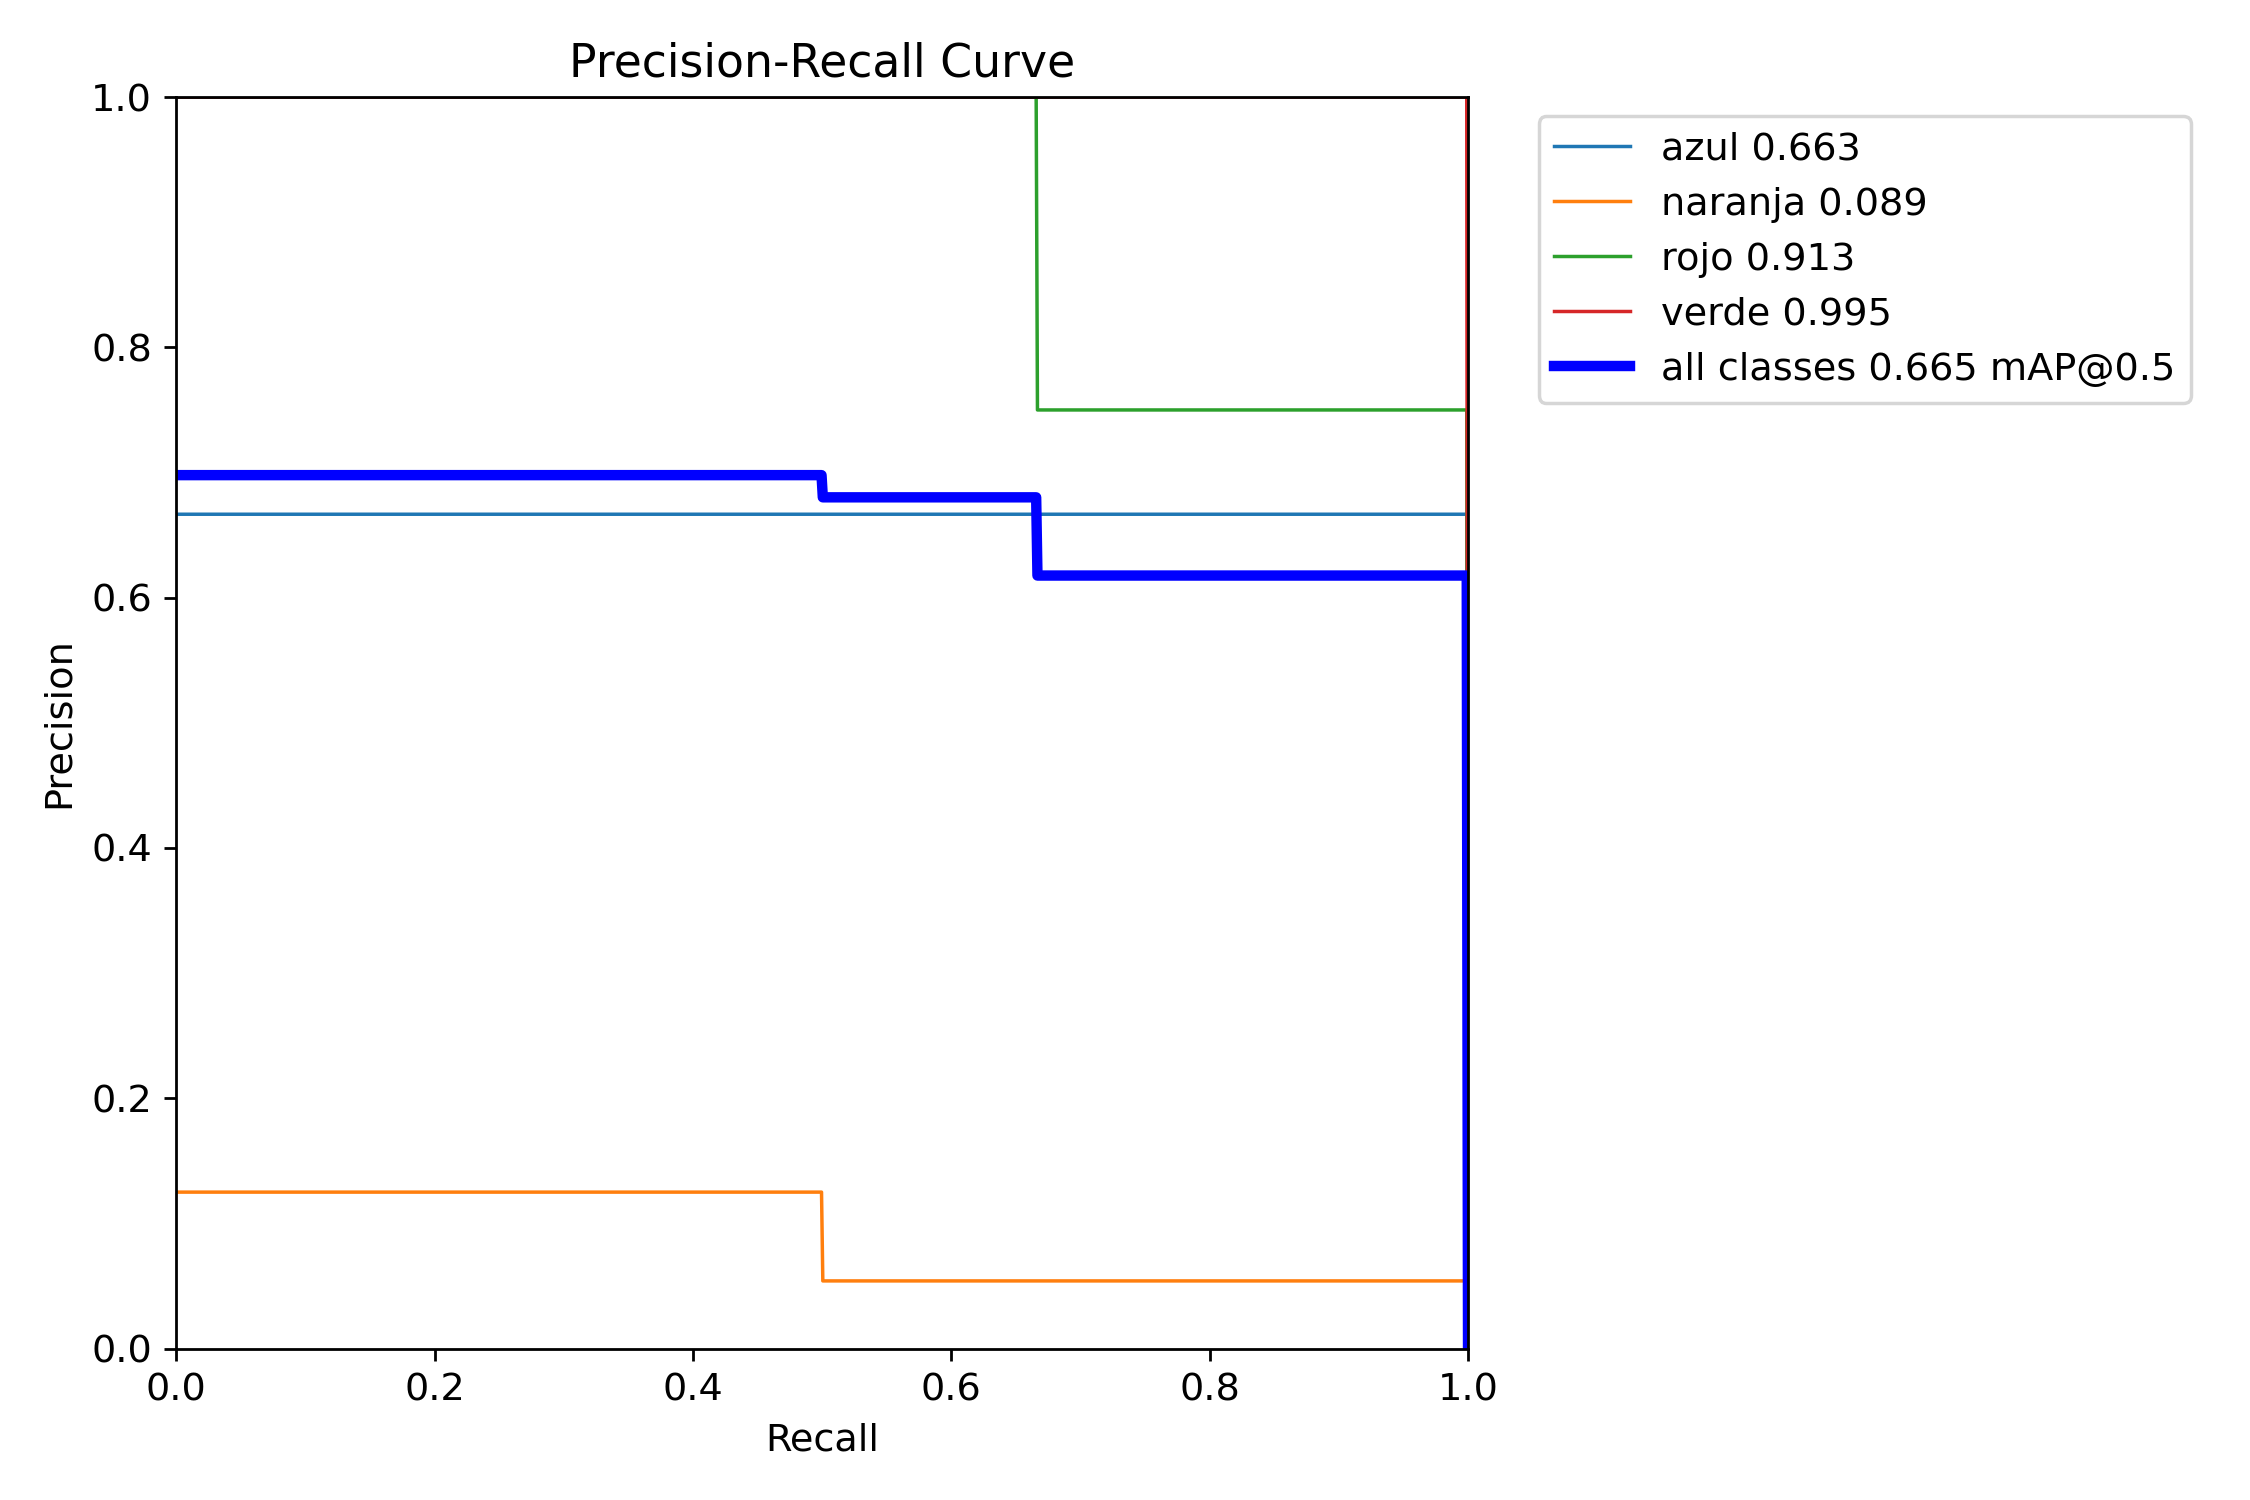 Precision-Recall Curve
1.0
0.8
0.6
0.4
0.2
0.0
Precision
0.0 0.2 0.4 0.6 0.8 1.0
Recall
azul 0.663
naranja 0.089
rojo 0.913
verde 0.995
all classes 0.665 mAP@0.5